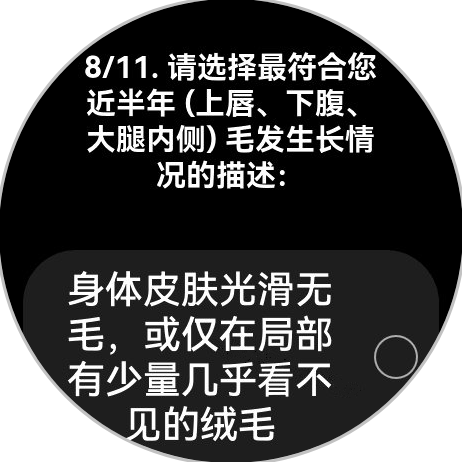 8/11. 请选择最符合您
近半年（上唇、下腹、
大腿内侧）毛发生长情
况的描述：
身体皮肤光滑无
毛，或仅在局部
有少量几乎看不
见的绒毛